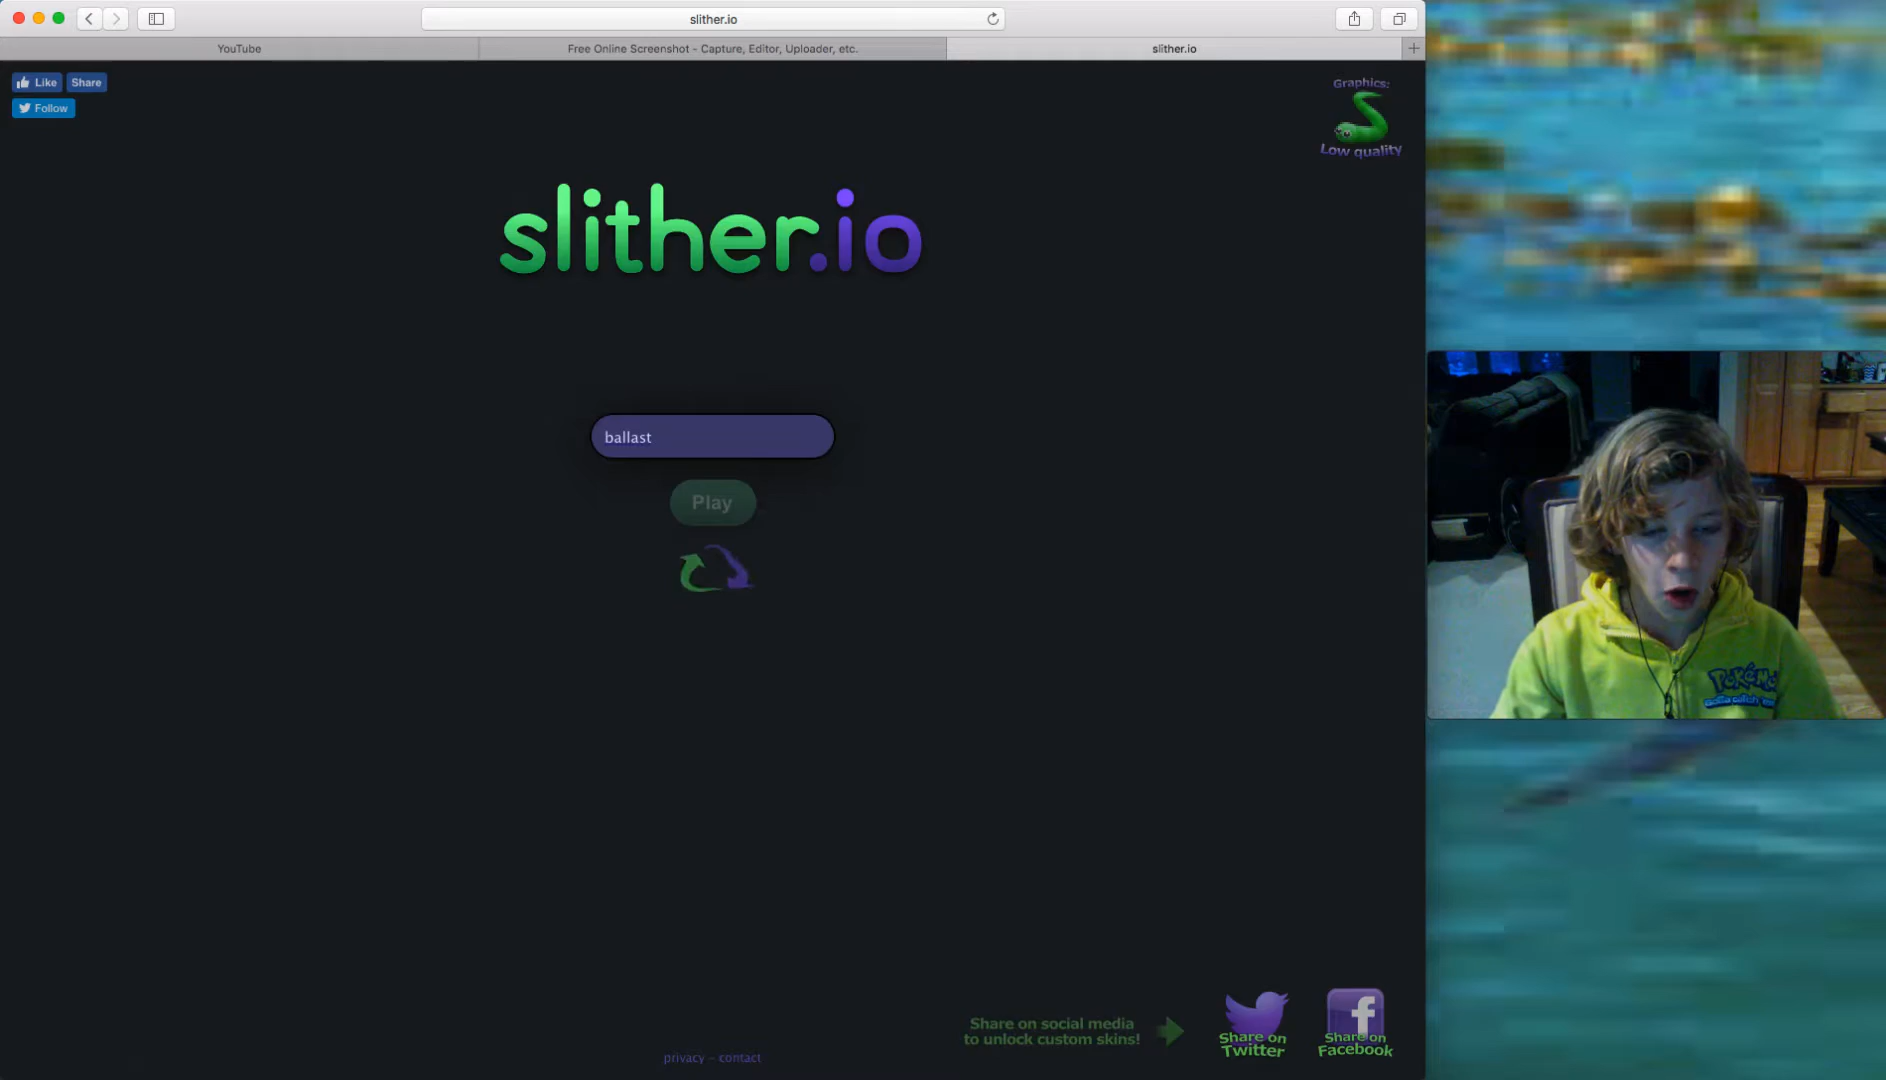 slither.io
YouTube
Free Online Screenshot - Capture, Editor, Uploader, etc.
slither.io
Like
Share
Follow
Graphics:
Low quality
slither.io
ballast
Play
POKéMON
Share on social media
to unlock custom skins!
Share on
Twitter
Share on
Facebook
privacy - contact